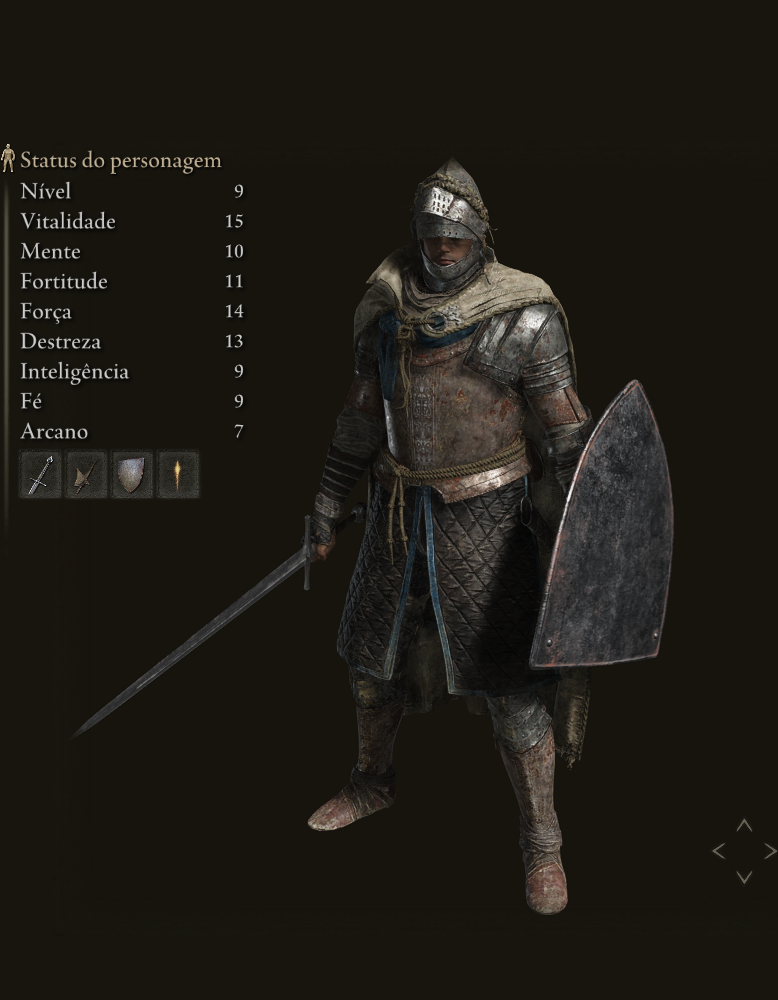 Status do personagem
Nível 9
Vitalidade 15
Mente 10
Fortitude 11
Força 14
Destreza 13
Inteligência 9
Fé 9
Arcano 7